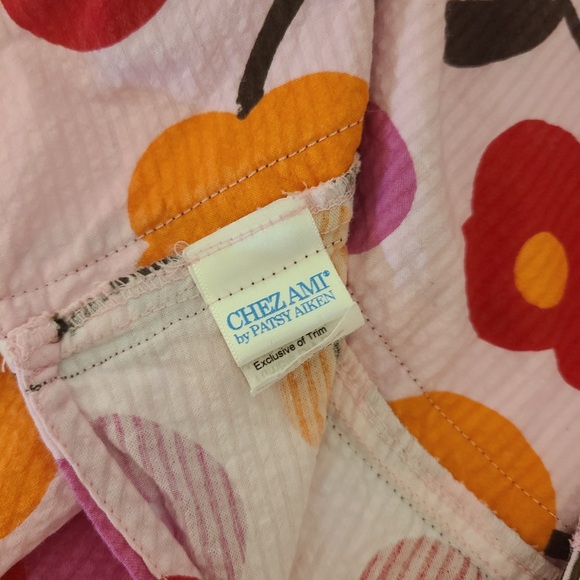 CHEZ AMI®
by PATSY AIKEN
Exclusive of Trim